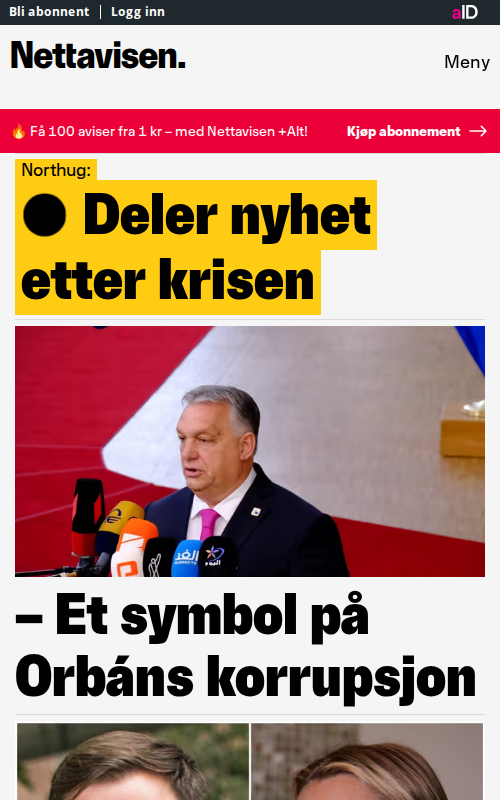 Bli abonnent | Logg inn
aID
Nettavisen.
Meny
🔥 Få 100 aviser fra 1 kr – med Nettavisen +Alt!
Kjøp abonnement →
Northug:
● Deler nyhet
etter krisen
الغد
اليوم
– Et symbol på
Orbáns korrupsjon